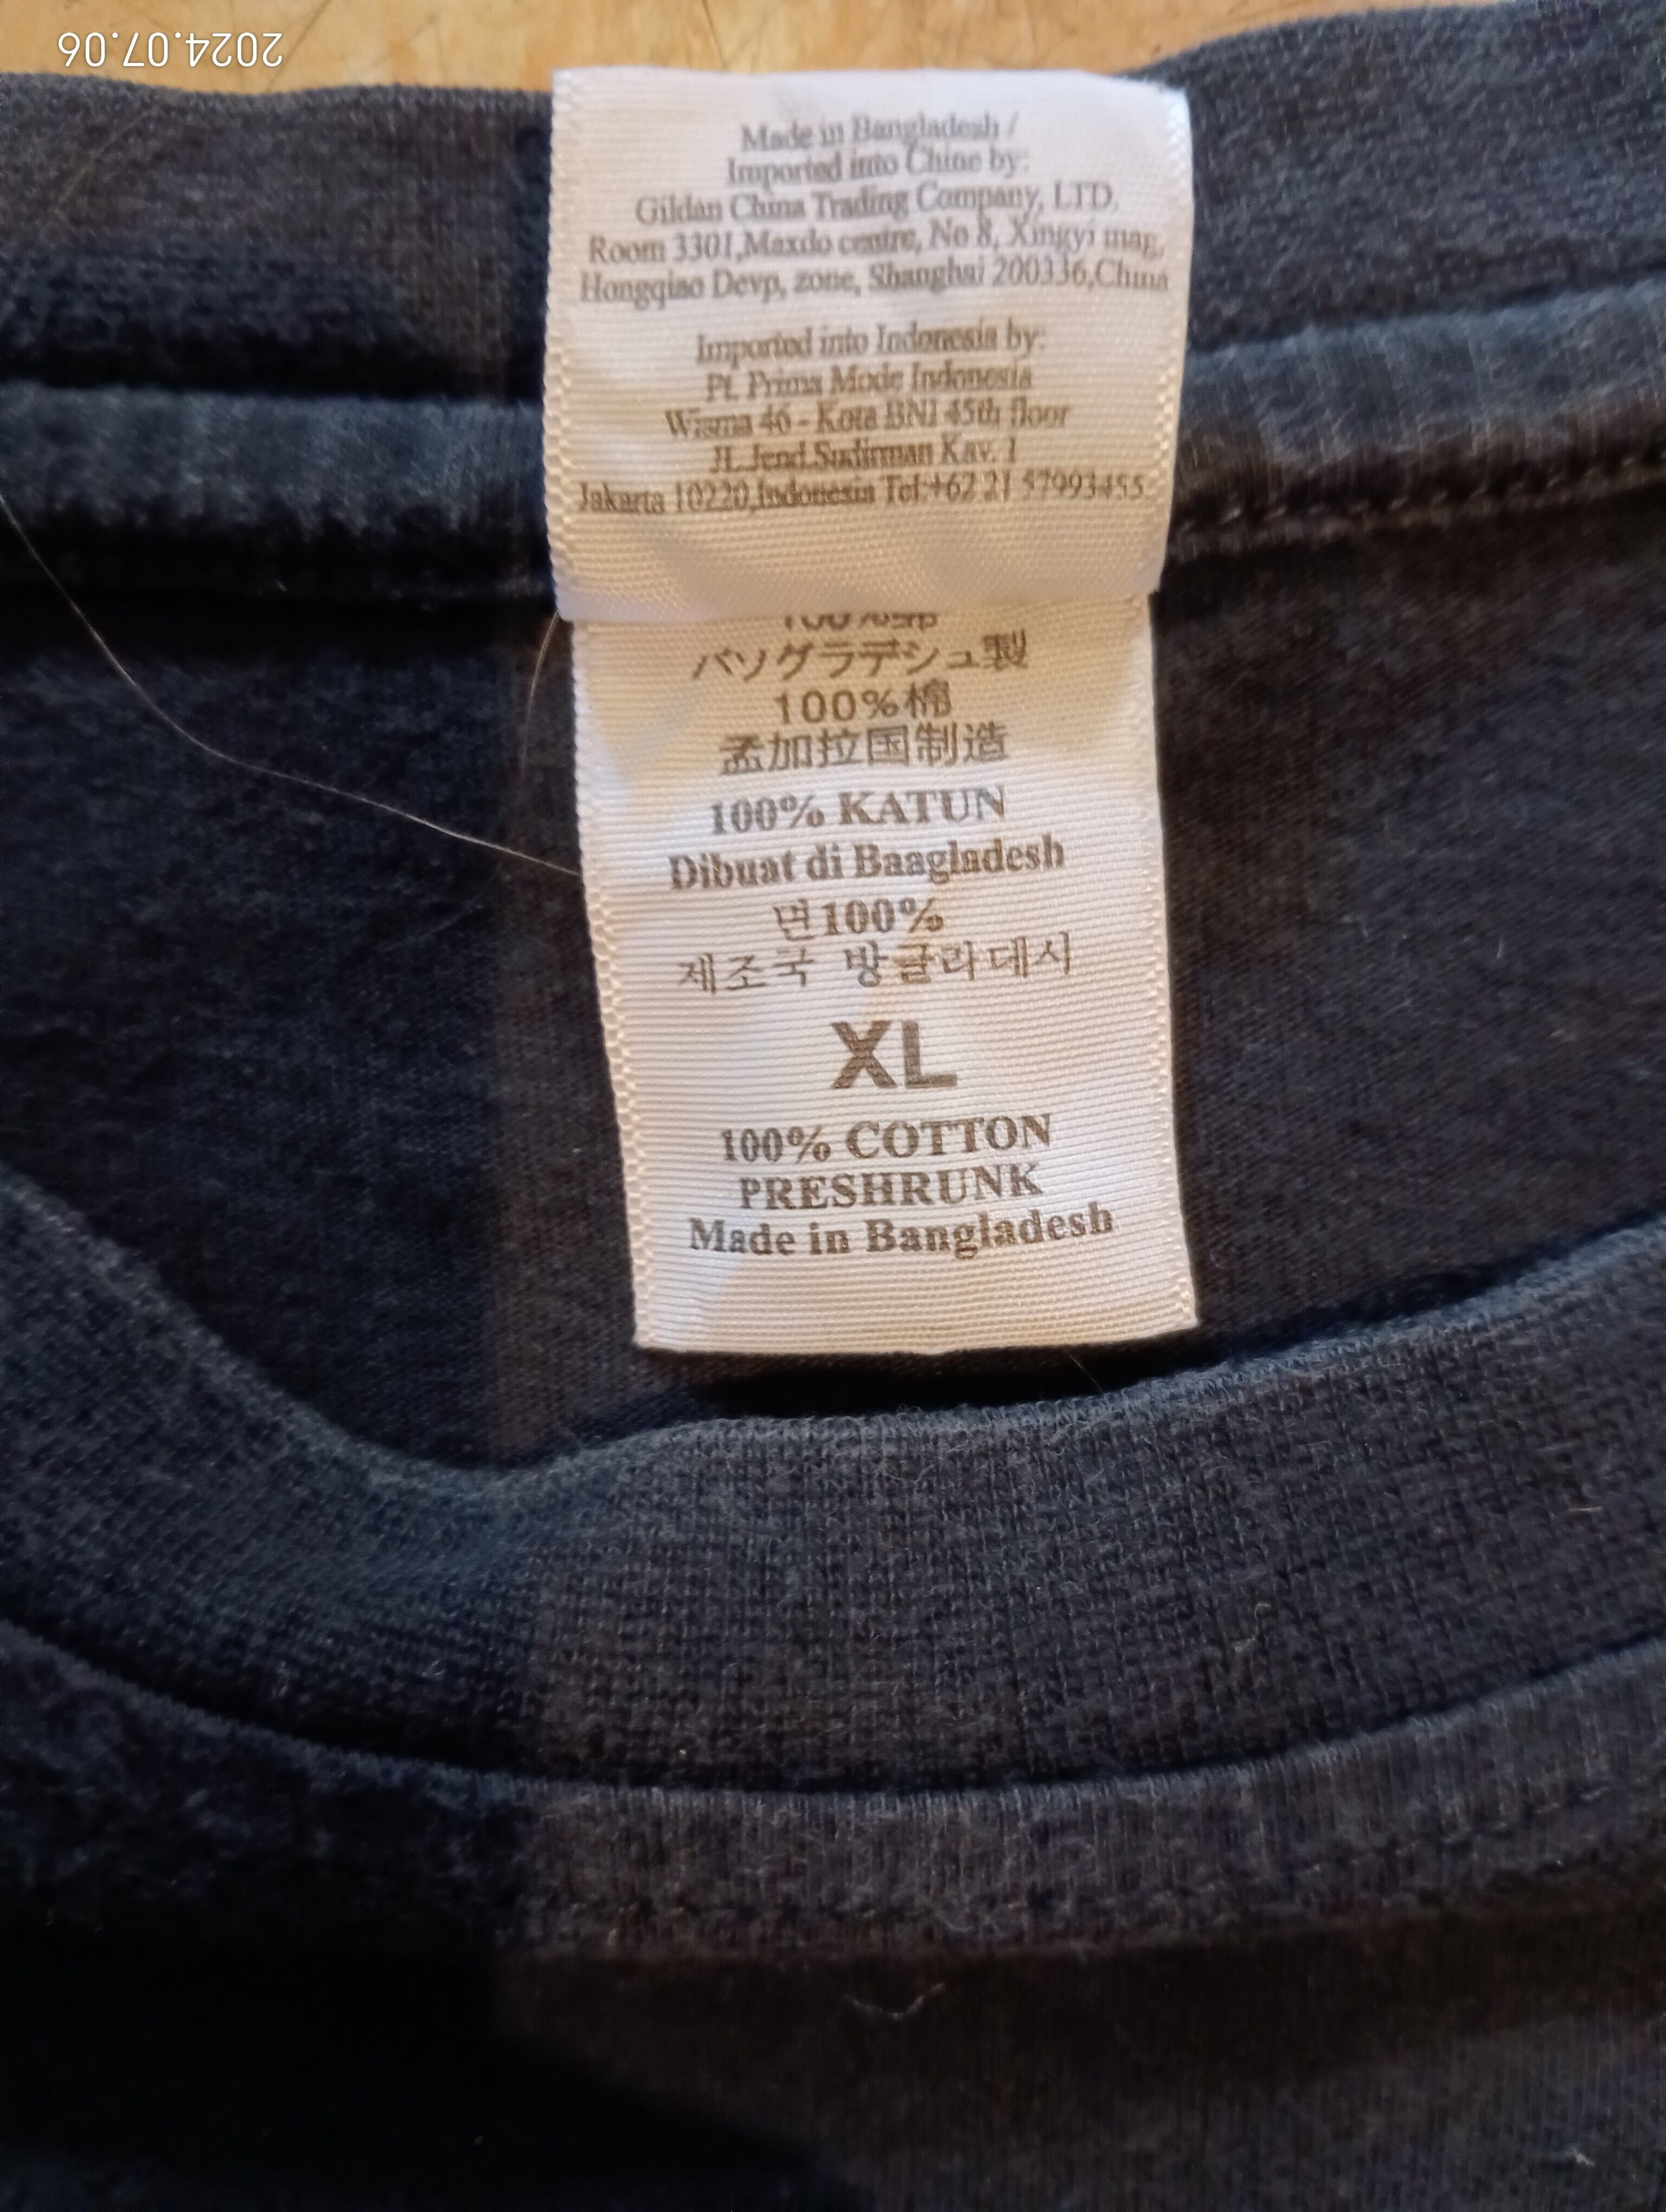 2024.07.06
Made in Bangladesh /
Imported into Chine by:
Gildan China Trading Company, LTD.
Room 3301,Maxdo centre, No 8, Xingyi mag,
Hongqiao Devp, zone, Shanghai 200336,China
Imported into Indonesia by:
Pt. Prima Mode Indonesia
Wisma 46 - Kota BNI 45th floor
Jl.Jend.Sudirman Kav. 1
Jakarta 10220,Indonesia Tel:+62 21 57993455
バソグラデシュ製
100%棉
孟加拉国制造
100% KATUN
Dibuat di Baagladesh
면100%
제조국 방글라데시
XL
100% COTTON
PRESHRUNK
Made in Bangladesh